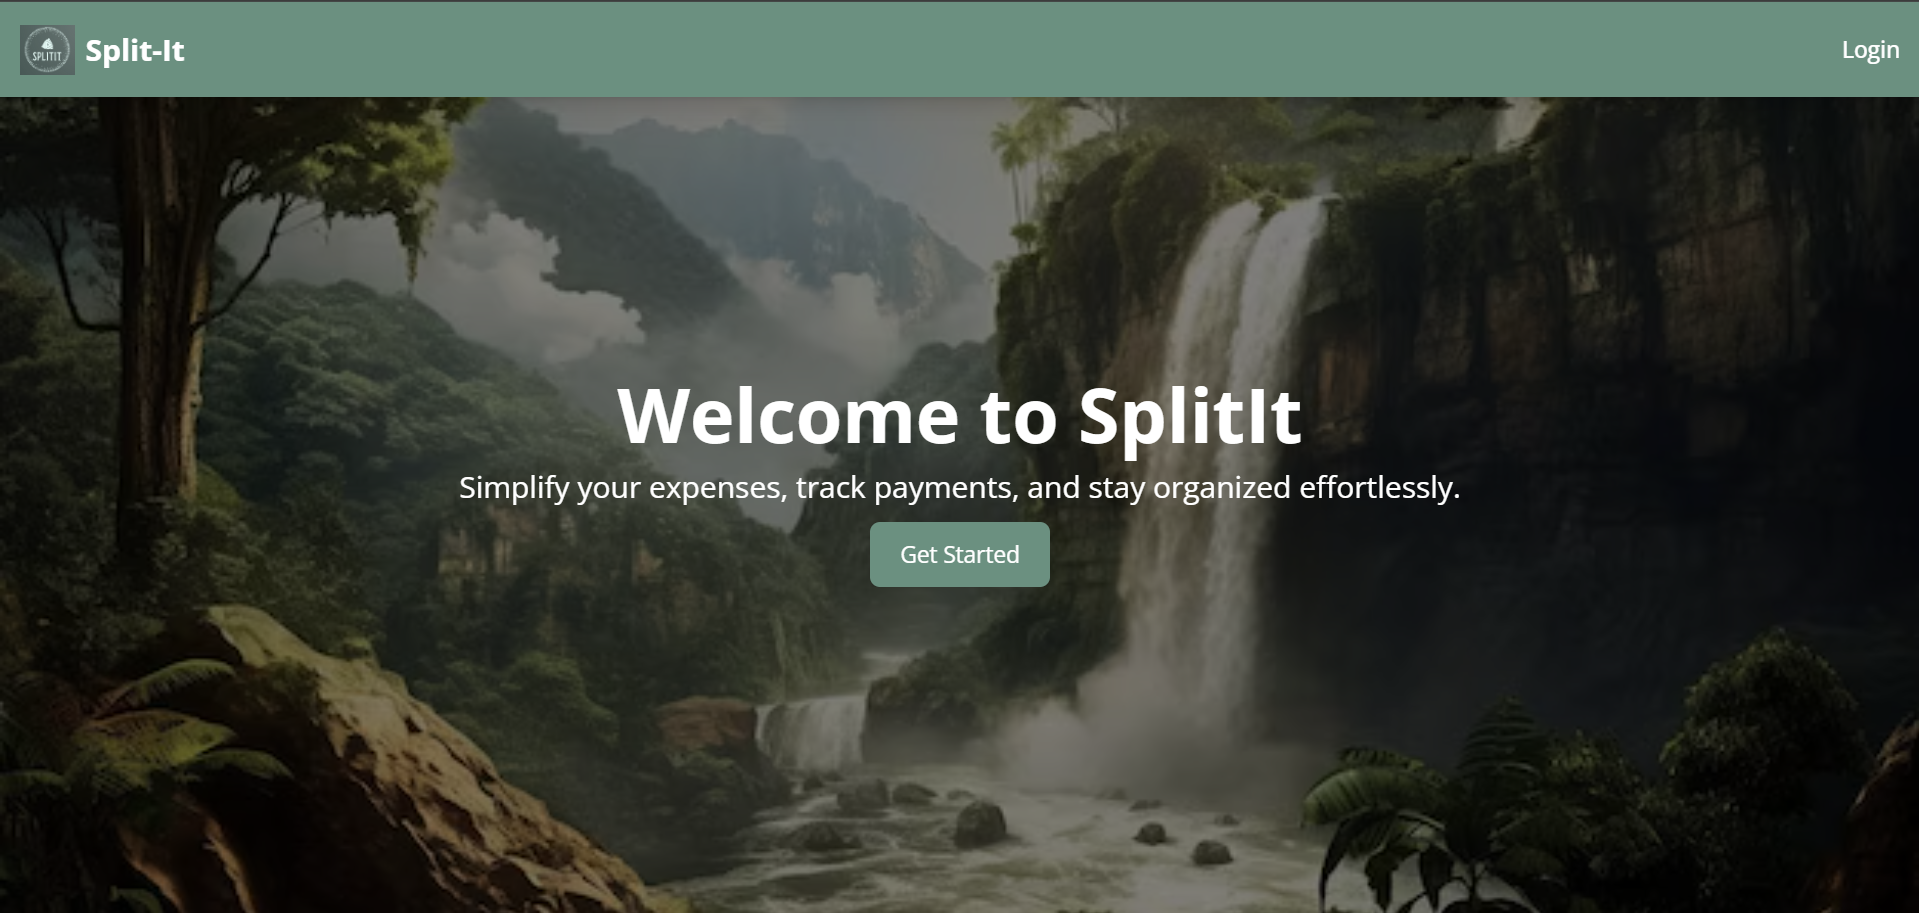 SPLITIT
Split-It
Login
Welcome to SplitIt
Simplify your expenses, track payments, and stay organized effortlessly.
Get Started